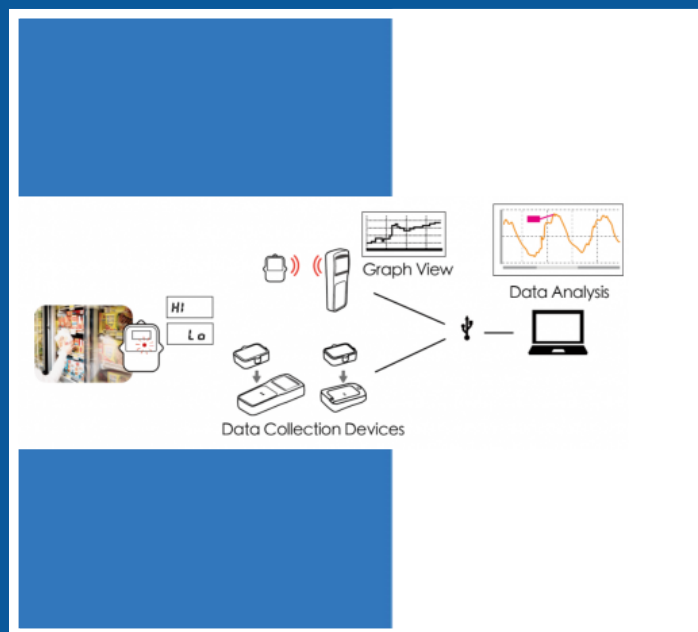 Graph View
Data Analysis
HI
Lo
Data Collection Devices